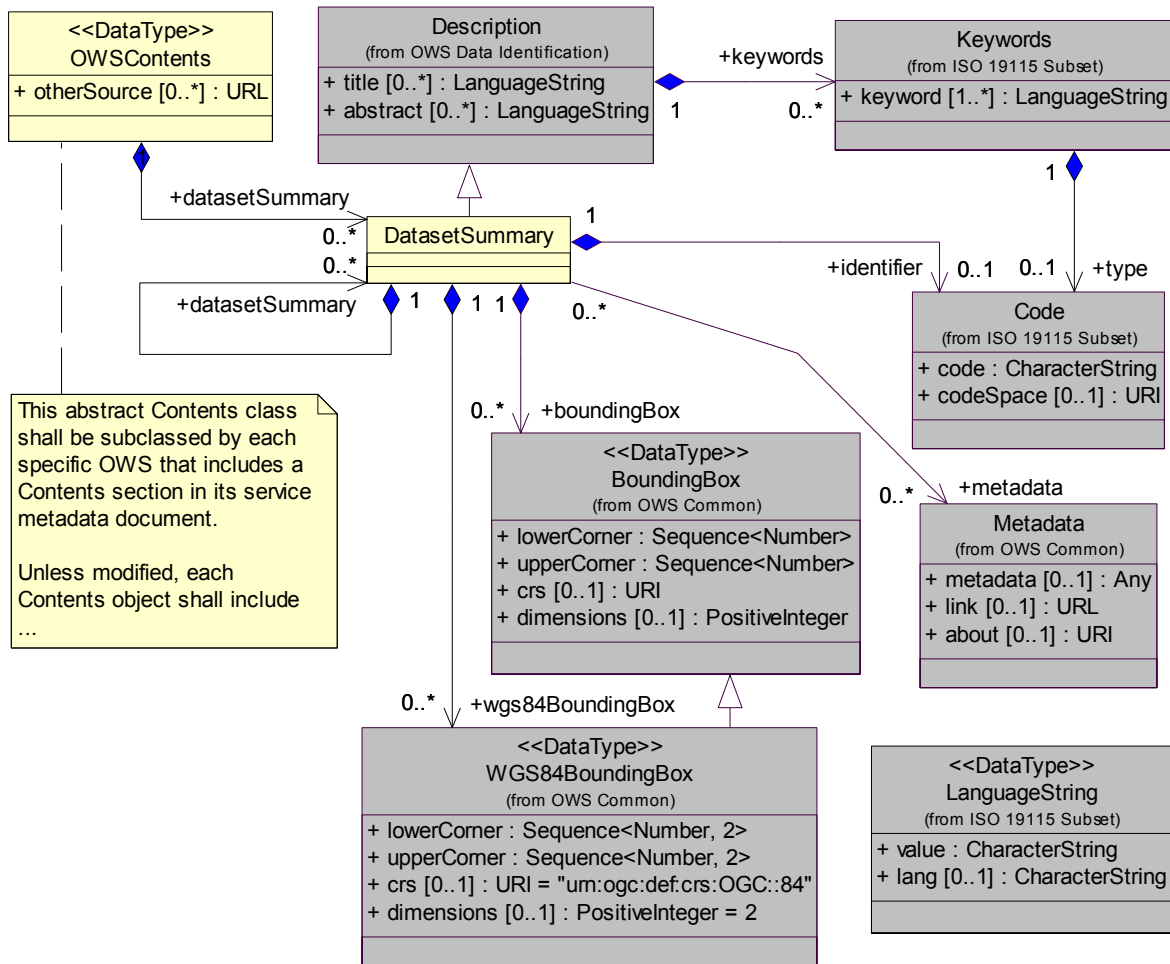 <<DataType>>
OWSContents
+ otherSource [0..*] : URL
Description
(from OWS Data Identification)
+ title [0..*] : LanguageString
+ abstract [0..*] : LanguageString
+keywords
1
0..*
Keywords
(from ISO 19115 Subset)
+ keyword [1..*] : LanguageString
1
1
+datasetSummary
0..*
DatasetSummary
1
0..*
+datasetSummary
1
1
1
0..*
+identifier
0..1
0..1
+type
Code
(from ISO 19115 Subset)
+ code : CharacterString
+ codeSpace [0..1] : URI
This abstract Contents class
shall be subclassed by each
specific OWS that includes a
Contents section in its service
metadata document.
Unless modified, each
Contents object shall include
...
0..*
+boundingBox
<<DataType>>
BoundingBox
(from OWS Common)
+ lowerCorner : Sequence<Number>
+ upperCorner : Sequence<Number>
+ crs [0..1] : URI
+ dimensions [0..1] : PositiveInteger
0..*
+metadata
Metadata
(from OWS Common)
+ metadata [0..1] : Any
+ link [0..1] : URL
+ about [0..1] : URI
0..*
+wgs84BoundingBox
<<DataType>>
WGS84BoundingBox
(from OWS Common)
+ lowerCorner : Sequence<Number, 2>
+ upperCorner : Sequence<Number, 2>
+ crs [0..1] : URI = "urn:ogc:def:crs:OGC::84"
+ dimensions [0..1] : PositiveInteger = 2
<<DataType>>
LanguageString
(from ISO 19115 Subset)
+ value : CharacterString
+ lang [0..1] : CharacterString